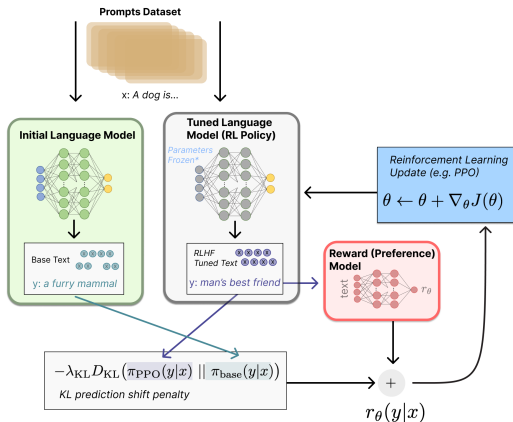 Prompts Dataset
x: A dog is...
Initial Language Model
Base Text
y: a furry mammal
Tuned Language
Model (RL Policy)
Parameters
Frozen*
RLHF
Tuned Text
y: man's best friend
Reinforcement Learning
Update (e.g. PPO)
θ ← θ + ∇θJ(θ)
Reward (Preference)
Model
text
rθ
−λKL DKL(πPPO(y|x) || πbase(y|x))
KL prediction shift penalty
+
rθ(y|x)